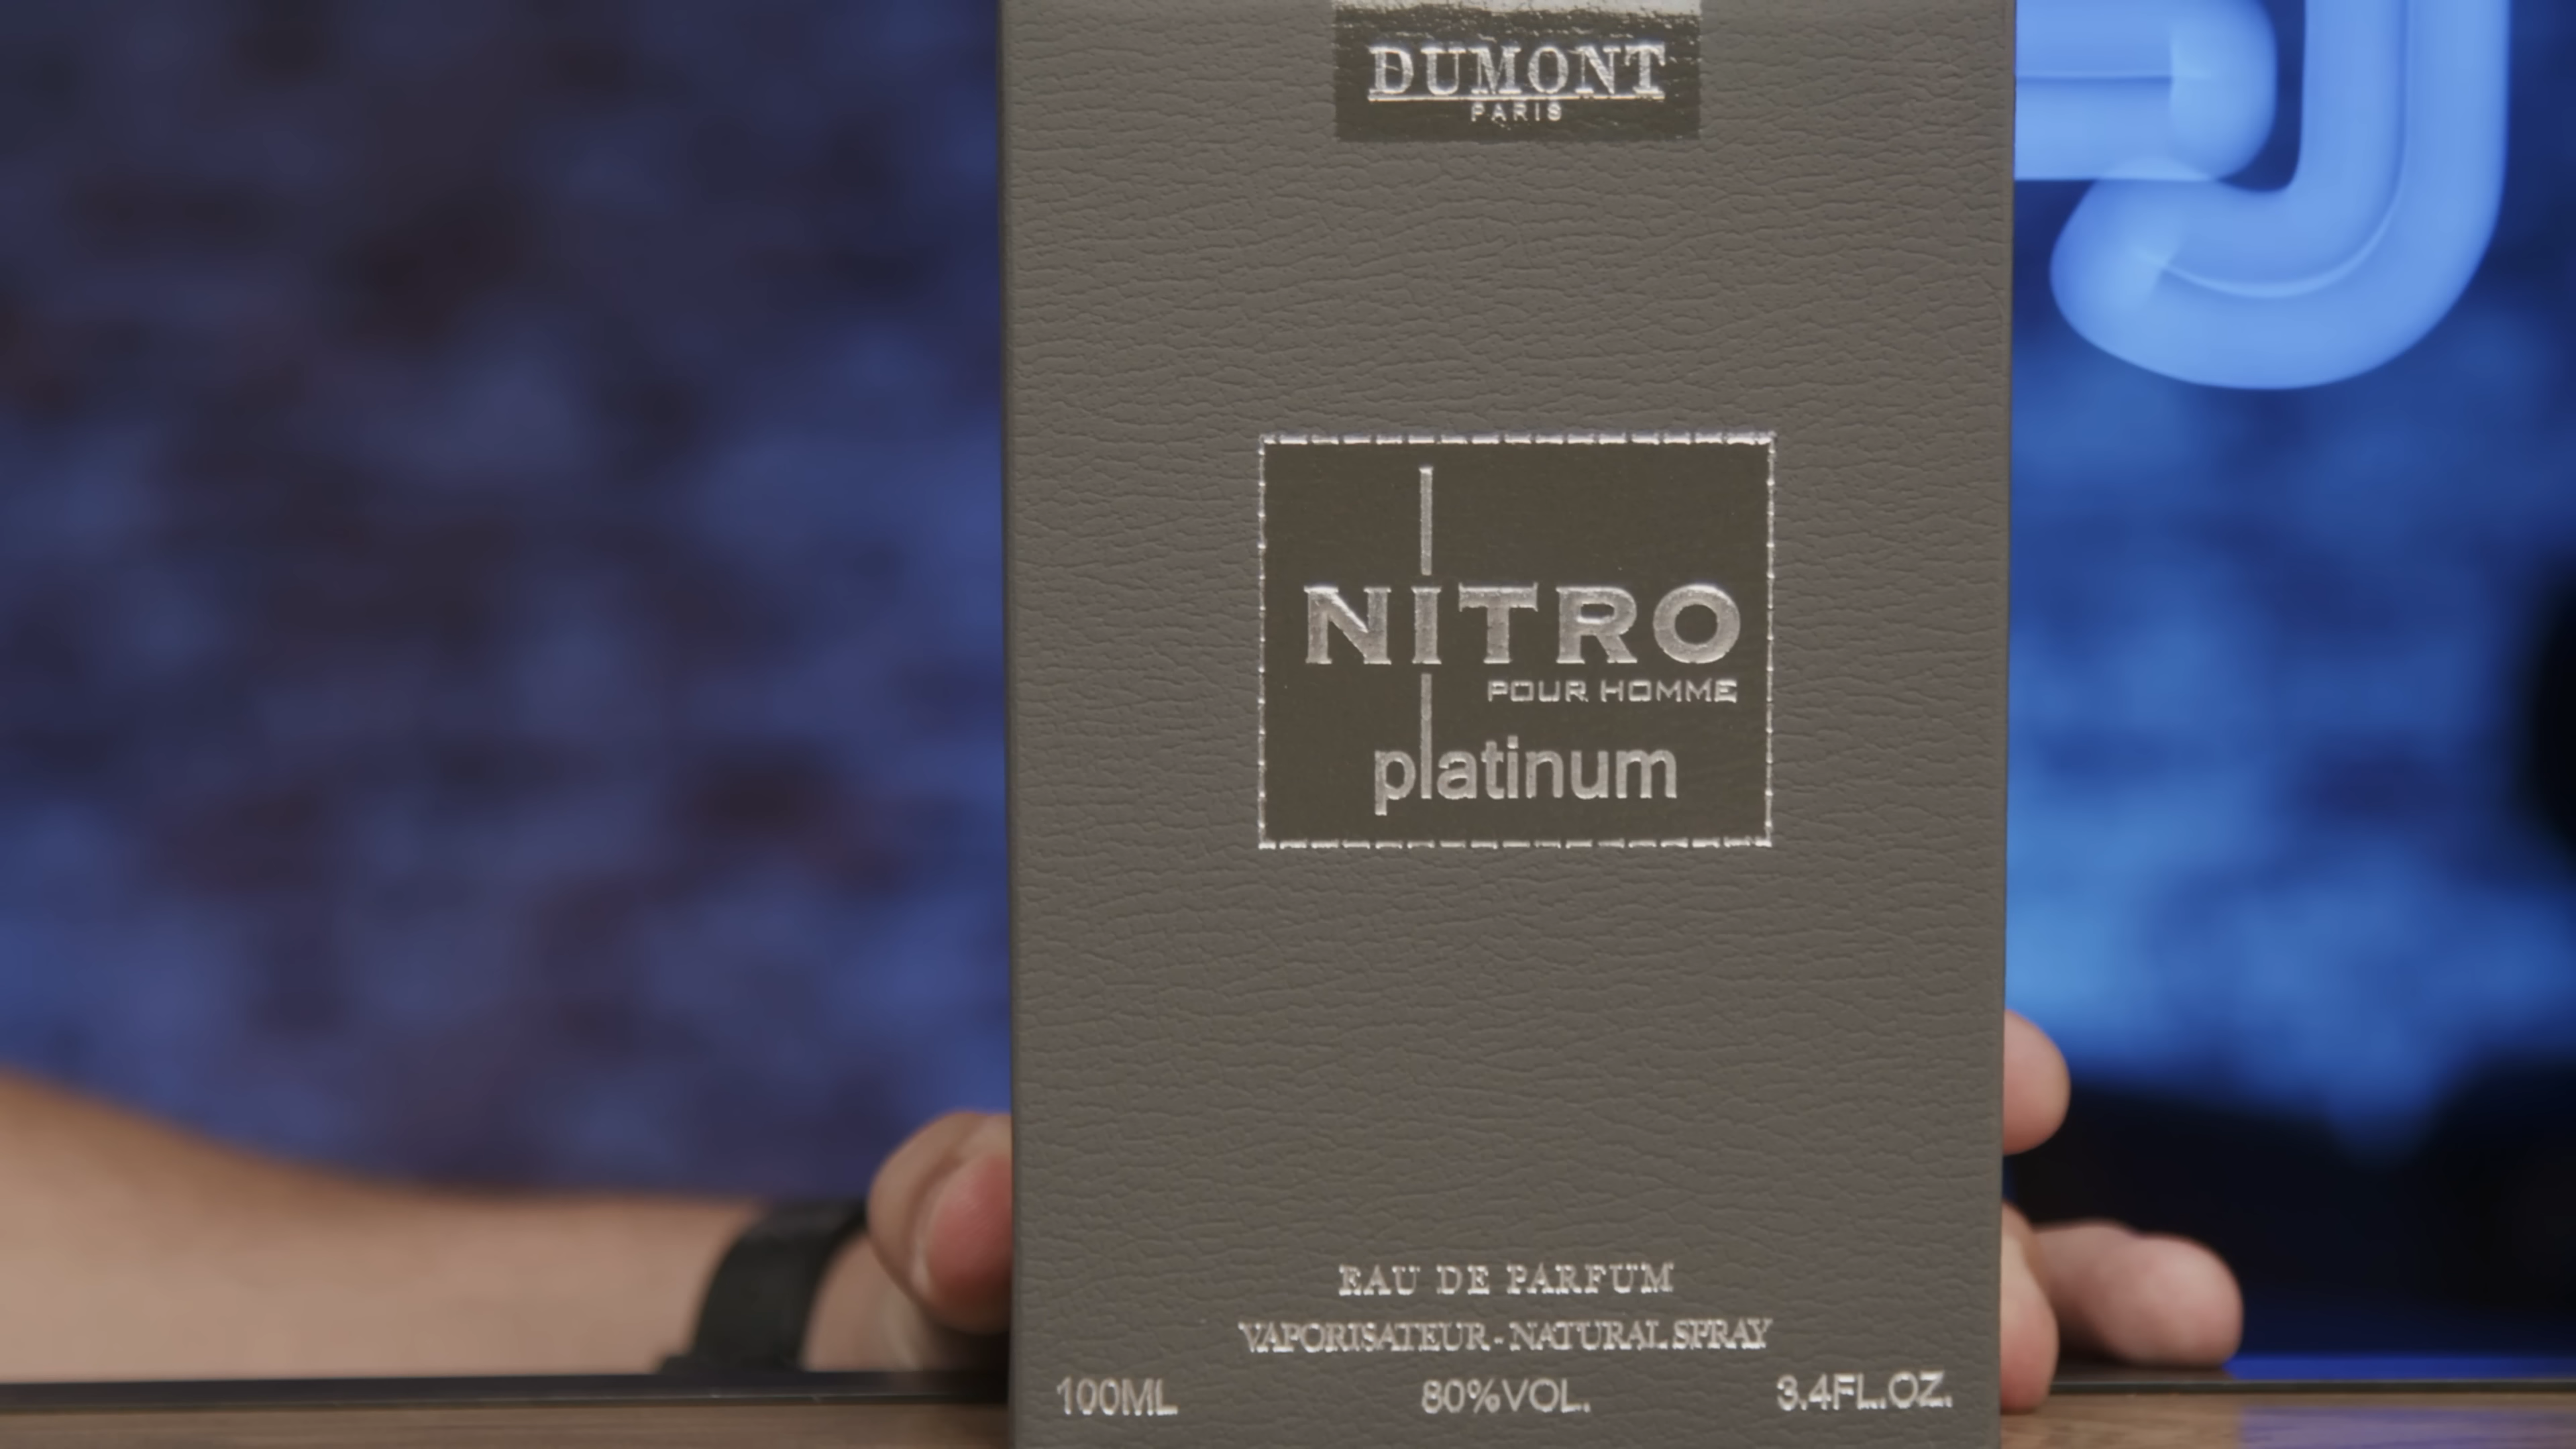 DUMONT
PARIS
NITRO
POUR HOMME
platinum
EAU DE PARFUM
VAPORISATEUR - NATURAL SPRAY
100ML 80%VOL. 3.4FL.OZ.